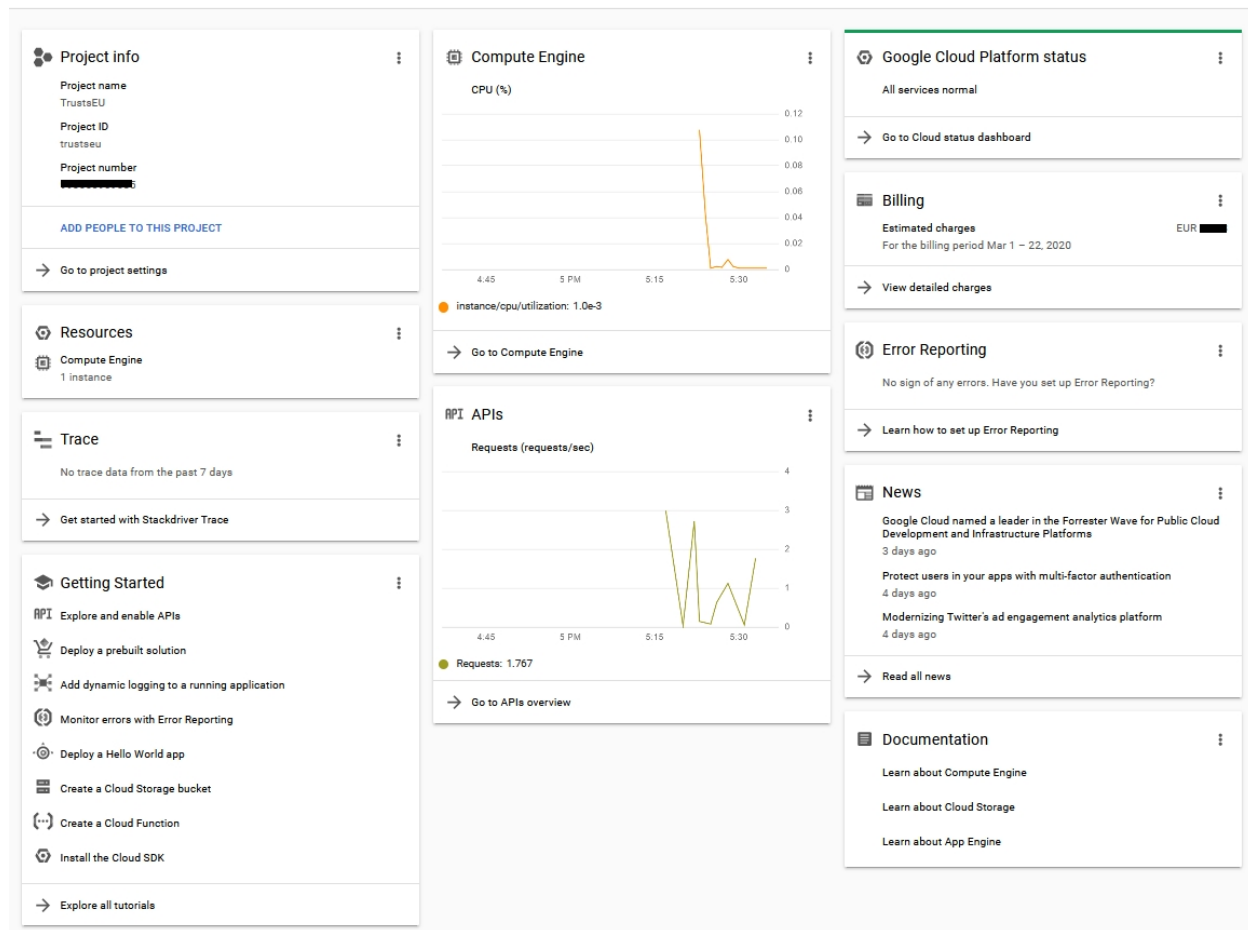 Project info
Project name
TrustsEU
Project ID
trustseu
Project number
ADD PEOPLE TO THIS PROJECT
Go to project settings
Resources
Compute Engine
1 instance
Trace
No trace data from the past 7 days
Get started with Stackdriver Trace
Getting Started
API Explore and enable APIs
Deploy a prebuilt solution
Add dynamic logging to a running application
Monitor errors with Error Reporting
Deploy a Hello World app
Create a Cloud Storage bucket
Create a Cloud Function
Install the Cloud SDK
Explore all tutorials
Compute Engine
CPU (%)
0.12
0.10
0.08
0.06
0.04
0.02
0
4:45 5 PM 5:15 5:30
instance/cpu/utilization: 1.0e-3
Go to Compute Engine
API APIs
Requests (requests/sec)
4
3
2
1
0
4:45 5 PM 5:15 5:30
Requests: 1.767
Go to APIs overview
Google Cloud Platform status
All services normal
Go to Cloud status dashboard
Billing
Estimated charges EUR
For the billing period Mar 1 – 22, 2020
View detailed charges
Error Reporting
No sign of any errors. Have you set up Error Reporting?
Learn how to set up Error Reporting
News
Google Cloud named a leader in the Forrester Wave for Public Cloud
Development and Infrastructure Platforms
3 days ago
Protect users in your apps with multi-factor authentication
4 days ago
Modernizing Twitter's ad engagement analytics platform
4 days ago
Read all news
Documentation
Learn about Compute Engine
Learn about Cloud Storage
Learn about App Engine